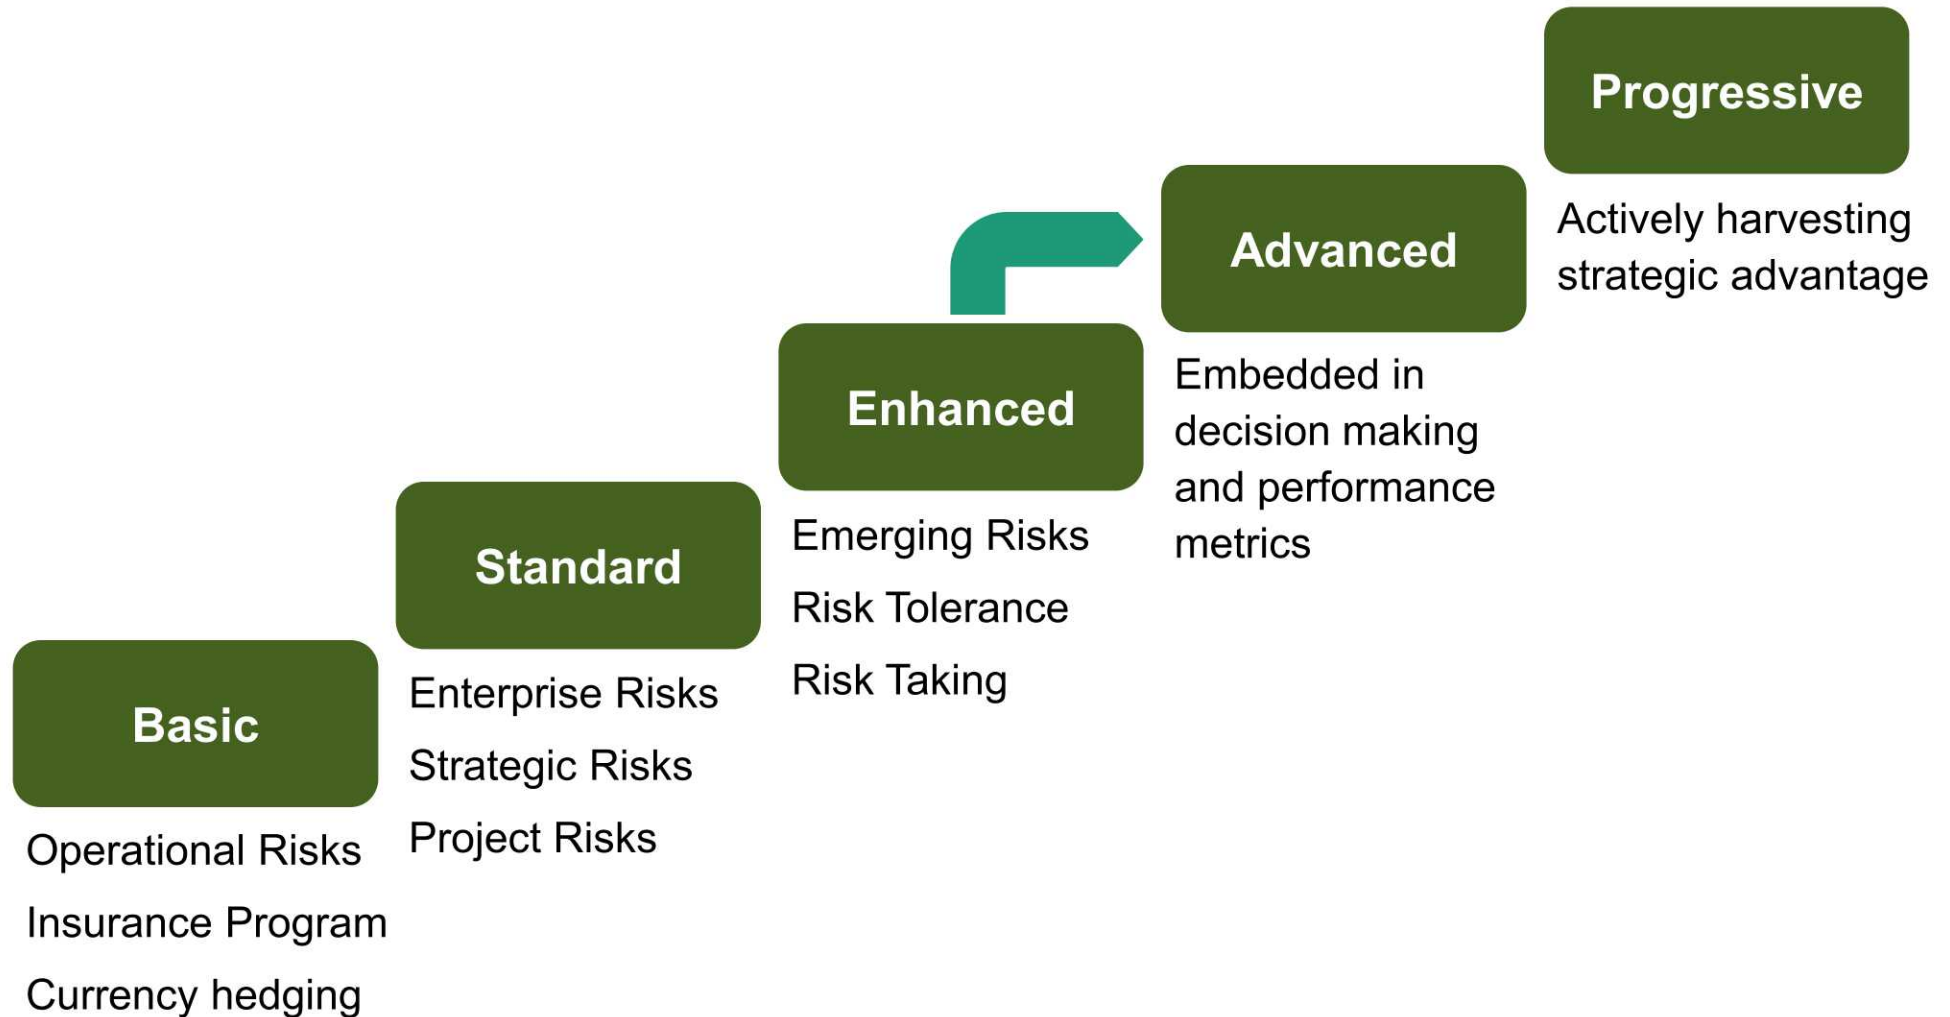 Progressive
Actively harvesting
strategic advantage
Advanced
Embedded in
decision making
and performance
metrics
Enhanced
Emerging Risks
Risk Tolerance
Risk Taking
Standard
Enterprise Risks
Strategic Risks
Project Risks
Basic
Operational Risks
Insurance Program
Currency hedging